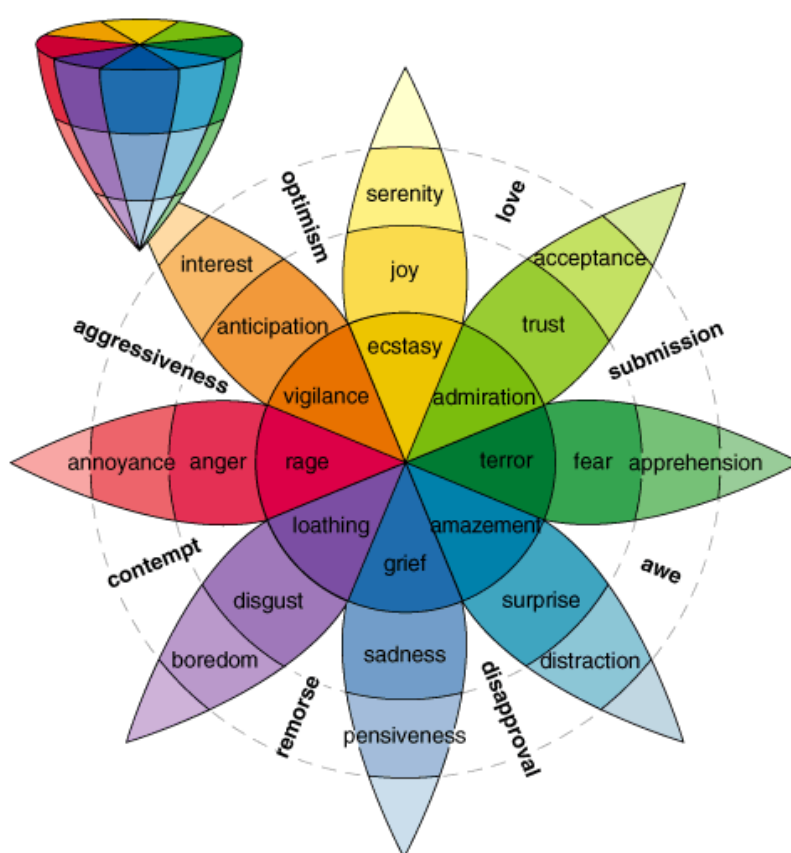 optimism
love
serenity
interest
acceptance
joy
anticipation
trust
aggressiveness
submission
ecstasy
vigilance
admiration
annoyance
anger
rage
terror
fear
apprehension
loathing
amazement
contempt
grief
awe
disgust
surprise
boredom
sadness
distraction
remorse
disapproval
pensiveness